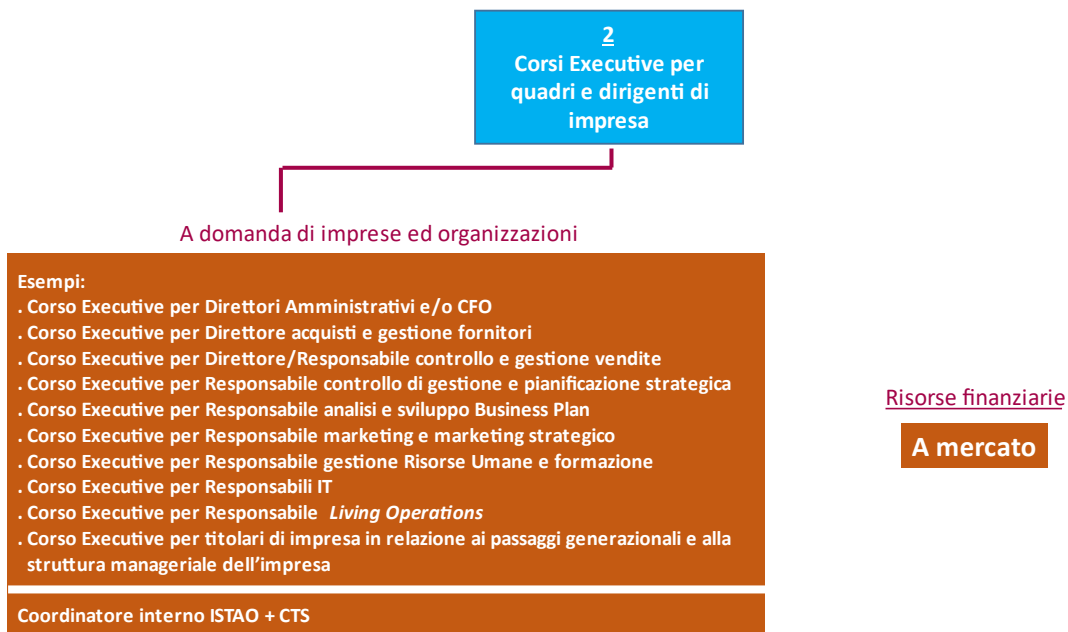 2
Corsi Executive per
quadri e dirigenti di
impresa
A domanda di imprese ed organizzazioni
Esempi:
. Corso Executive per Direttori Amministrativi e/o CFO
. Corso Executive per Direttore acquisti e gestione fornitori
. Corso Executive per Direttore/Responsabile controllo e gestione vendite
. Corso Executive per Responsabile controllo di gestione e pianificazione strategica
. Corso Executive per Responsabile analisi e sviluppo Business Plan
. Corso Executive per Responsabile marketing e marketing strategico
. Corso Executive per Responsabile gestione Risorse Umane e formazione
. Corso Executive per Responsabili IT
. Corso Executive per Responsabile Living Operations
. Corso Executive per titolari di impresa in relazione ai passaggi generazionali e alla
struttura manageriale dell’impresa
Coordinatore interno ISTAO + CTS
Risorse finanziarie
A mercato